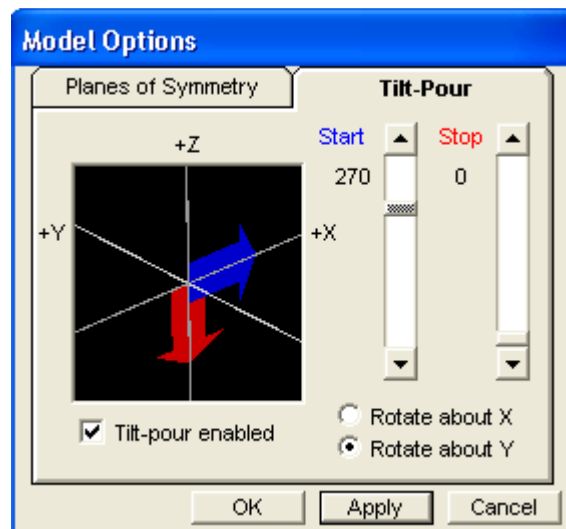 Model Options
Planes of Symmetry
Tilt-Pour
+Z
Start
Stop
270
0
+Y
+X
Tilt-pour enabled
Rotate about X
Rotate about Y
OK
Apply
Cancel